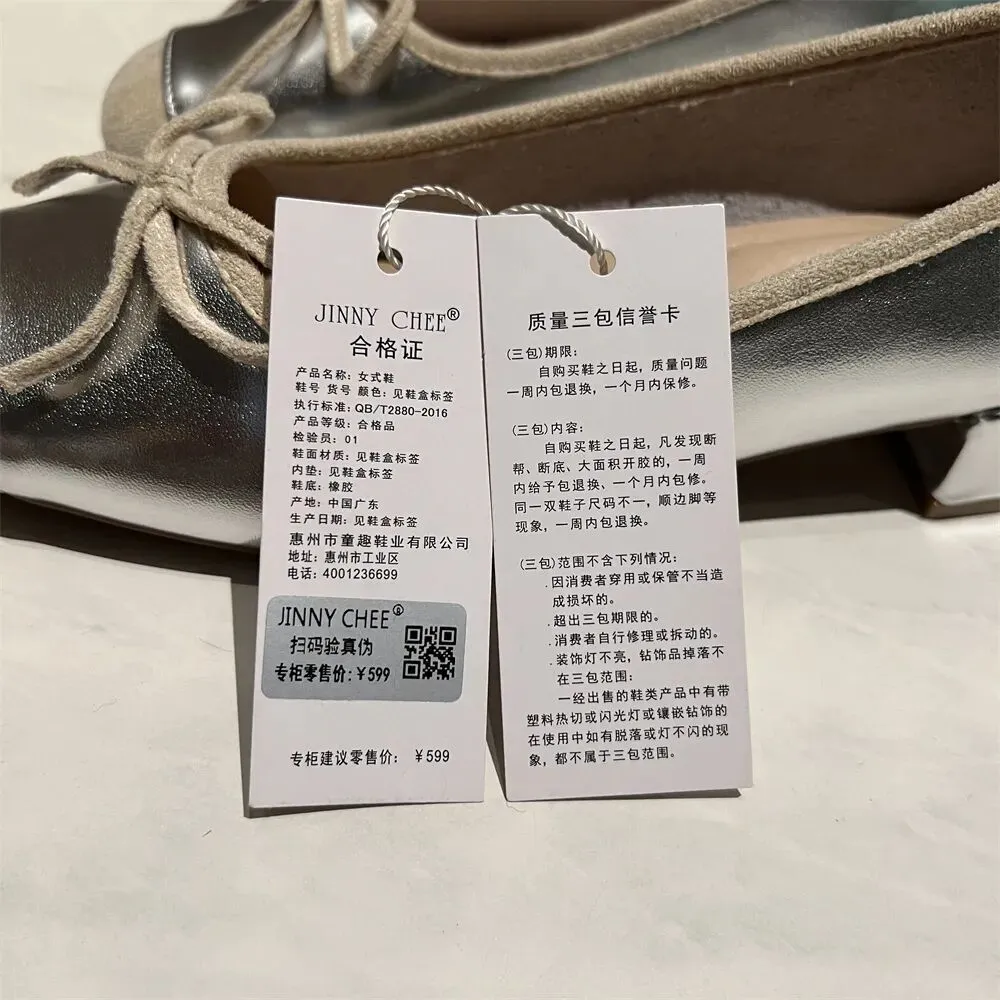 JINNY CHEE®
合格证
产品名称: 女式鞋
鞋号 货号 颜色: 见鞋盒标签
执行标准: QB/T2880-2016
产品等级: 合格品
检验员: 01
鞋面材质: 见鞋盒标签
内垫: 见鞋盒标签
鞋底: 橡胶
产地: 中国广东
生产日期: 见鞋盒标签
惠州市童趣鞋业有限公司
地址: 惠州市工业区
电话: 4001236699
JINNY CHEE®
扫码验真伪
专柜零售价:￥599
专柜建议零售价: ￥599
质量三包信誉卡
(三包)期限:
自购买鞋之日起，质量问题
一周内包退换，一个月内保修。
(三包)内容:
自购买鞋之日起，凡发现断
帮、断底、大面积开胶的，一周
内给予包退换、一个月内包修。
同一双鞋子尺码不一，顺边脚等
现象，一周内包退换。
(三包)范围不含下列情况:
.因消费者穿用或保管不当造
成损坏的。
.超出三包期限的。
.消费者自行修理或拆动的。
.装饰灯不亮，钻饰品掉落不
在三包范围:
一经出售的鞋类产品中有带
塑料热切或闪光灯或镶嵌钻饰的
在使用中如有脱落或灯不闪的现
象，都不属于三包范围。